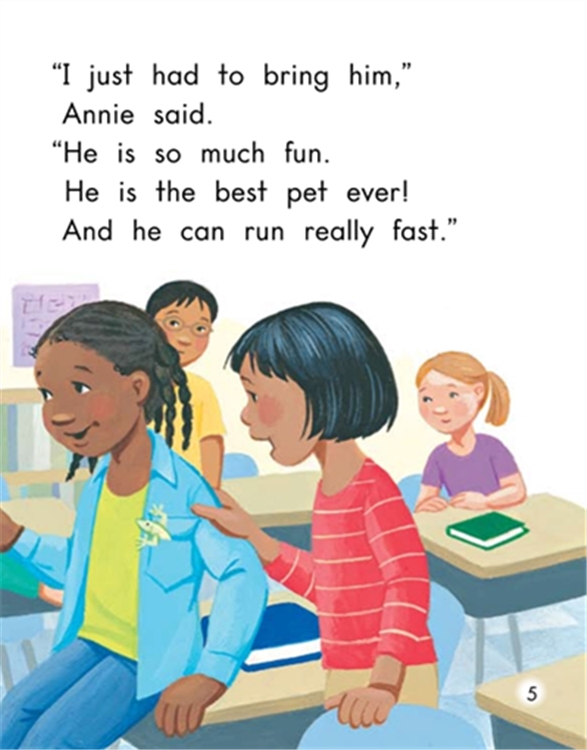 “I just had to bring him,”
Annie said.
“He is so much fun.
He is the best pet ever!
And he can run really fast.”
5